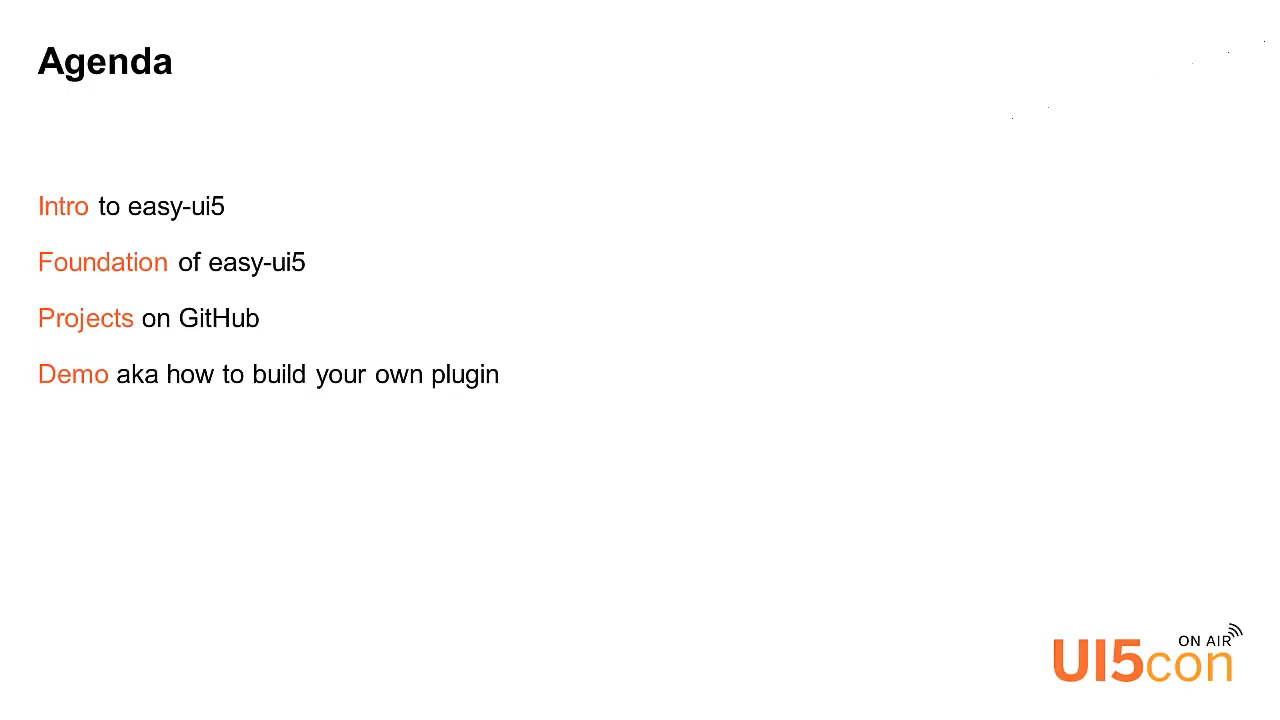 Agenda
Intro to easy-ui5
Foundation of easy-ui5
Projects on GitHub
Demo aka how to build your own plugin
ON AIR
UI5con